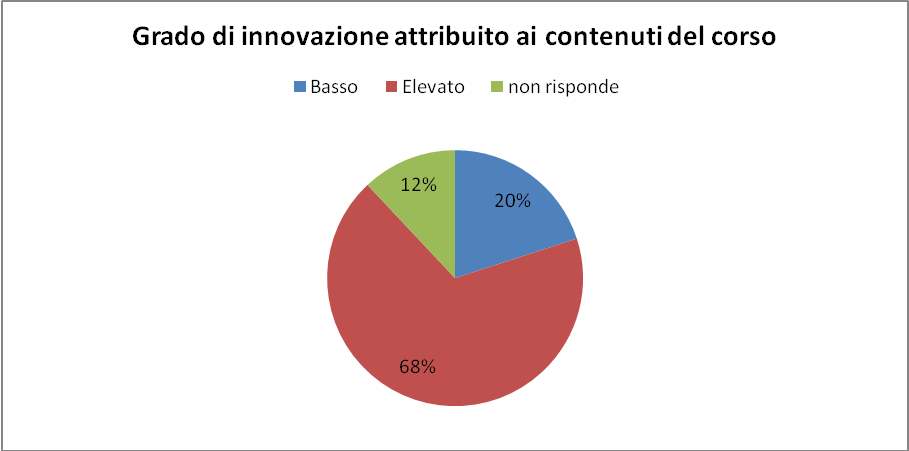 Grado di innovazione attribuito ai contenuti del corso
Basso Elevato non risponde
12%
20%
68%